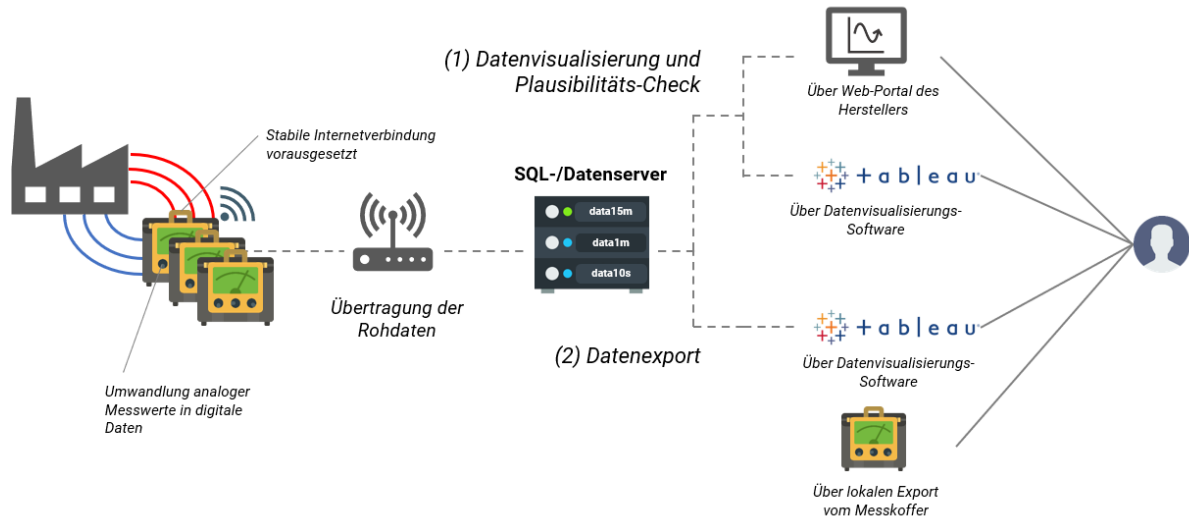 (1) Datenvisualisierung und
Plausibilitäts-Check
Über Web-Portal des
Herstellers
Stabile Internetverbindung
vorausgesetzt
SQL-/Datenserver
data15m
data1m
data10s
+ableau
Über Datenvisualisierungs-
Software
Übertragung der
Rohdaten
(2) Datenexport
+ableau
Über Datenvisualisierungs-
Software
Umwandlung analoger
Messwerte in digitale
Daten
Über lokalen Export
vom Messkoffer